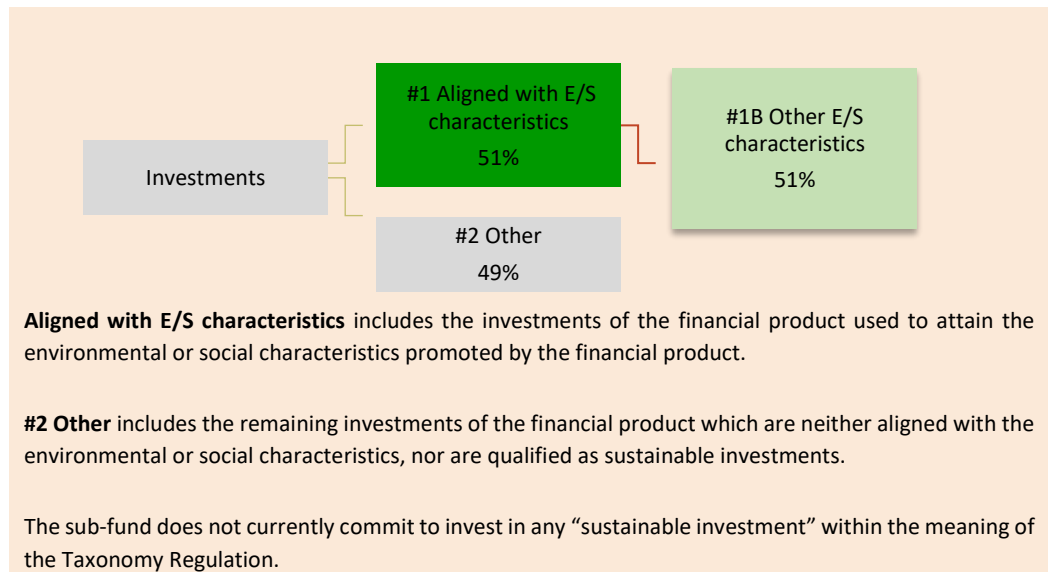 #1 Aligned with E/S
characteristics
51%
#1B Other E/S
characteristics
51%
Investments
#2 Other
49%
Aligned with E/S characteristics includes the investments of the financial product used to attain the
environmental or social characteristics promoted by the financial product.
#2 Other includes the remaining investments of the financial product which are neither aligned with the
environmental or social characteristics, nor are qualified as sustainable investments.
The sub-fund does not currently commit to invest in any “sustainable investment” within the meaning of
the Taxonomy Regulation.